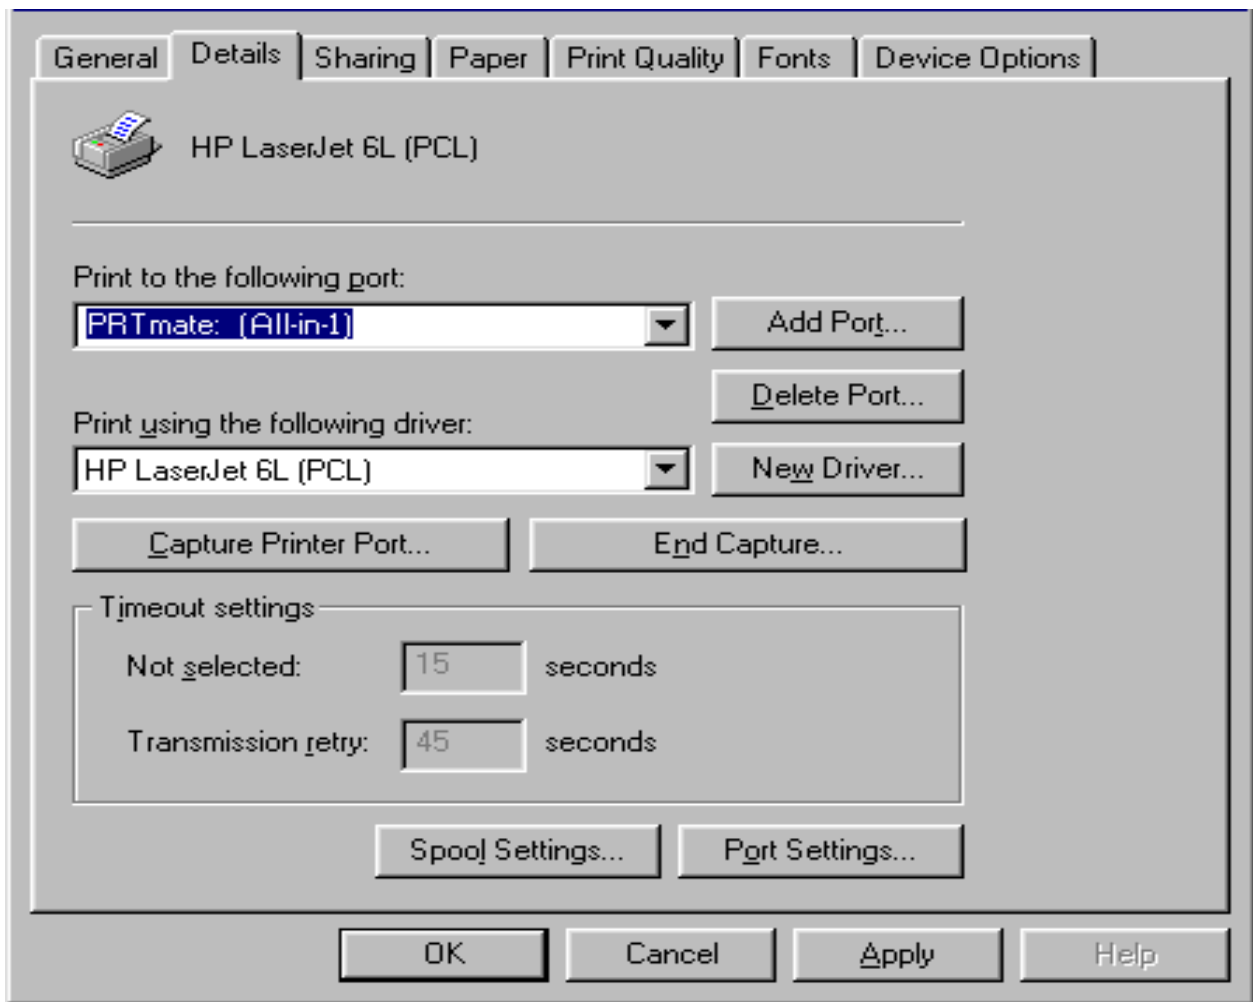 General Details Sharing Paper Print Quality Fonts Device Options
HP LaserJet 6L (PCL)
Print to the following port:
PRTmate: (All-in-1) Add Port...
Delete Port...
Print using the following driver:
HP LaserJet 6L (PCL) New Driver...
Capture Printer Port... End Capture...
Timeout settings
Not selected: 15 seconds
Transmission retry: 45 seconds
Spool Settings... Port Settings...
OK Cancel Apply Help